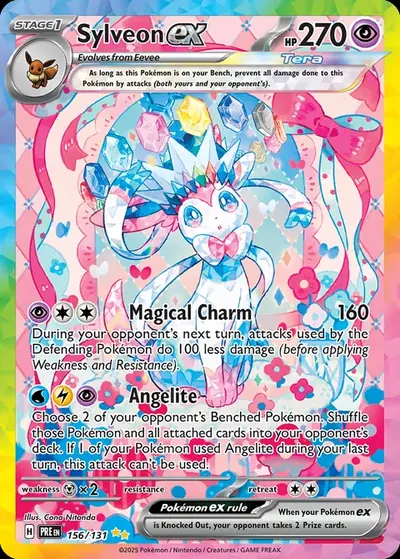 STAGE1
Sylveon ex
HP 270
Evolves from Eevee
Tera
As long as this Pokémon is on your Bench, prevent all damage done to this
Pokémon by attacks (both yours and your opponent's).
Magical Charm 160
During your opponent's next turn, attacks used by the
Defending Pokémon do 100 less damage (before applying
Weakness and Resistance).
Angelite
Choose 2 of your opponent's Benched Pokémon. Shuffle
those Pokémon and all attached cards into your opponent's
deck. If 1 of your Pokémon used Angelite during your last
turn, this attack can't be used.
weakness ×2 resistance retreat
Illus. Cona Nitanda
Pokémon ex rule
When your Pokémon ex
is Knocked Out, your opponent takes 2 Prize cards.
H PRE EN 156/131
©2025 Pokémon / Nintendo / Creatures / GAME FREAK